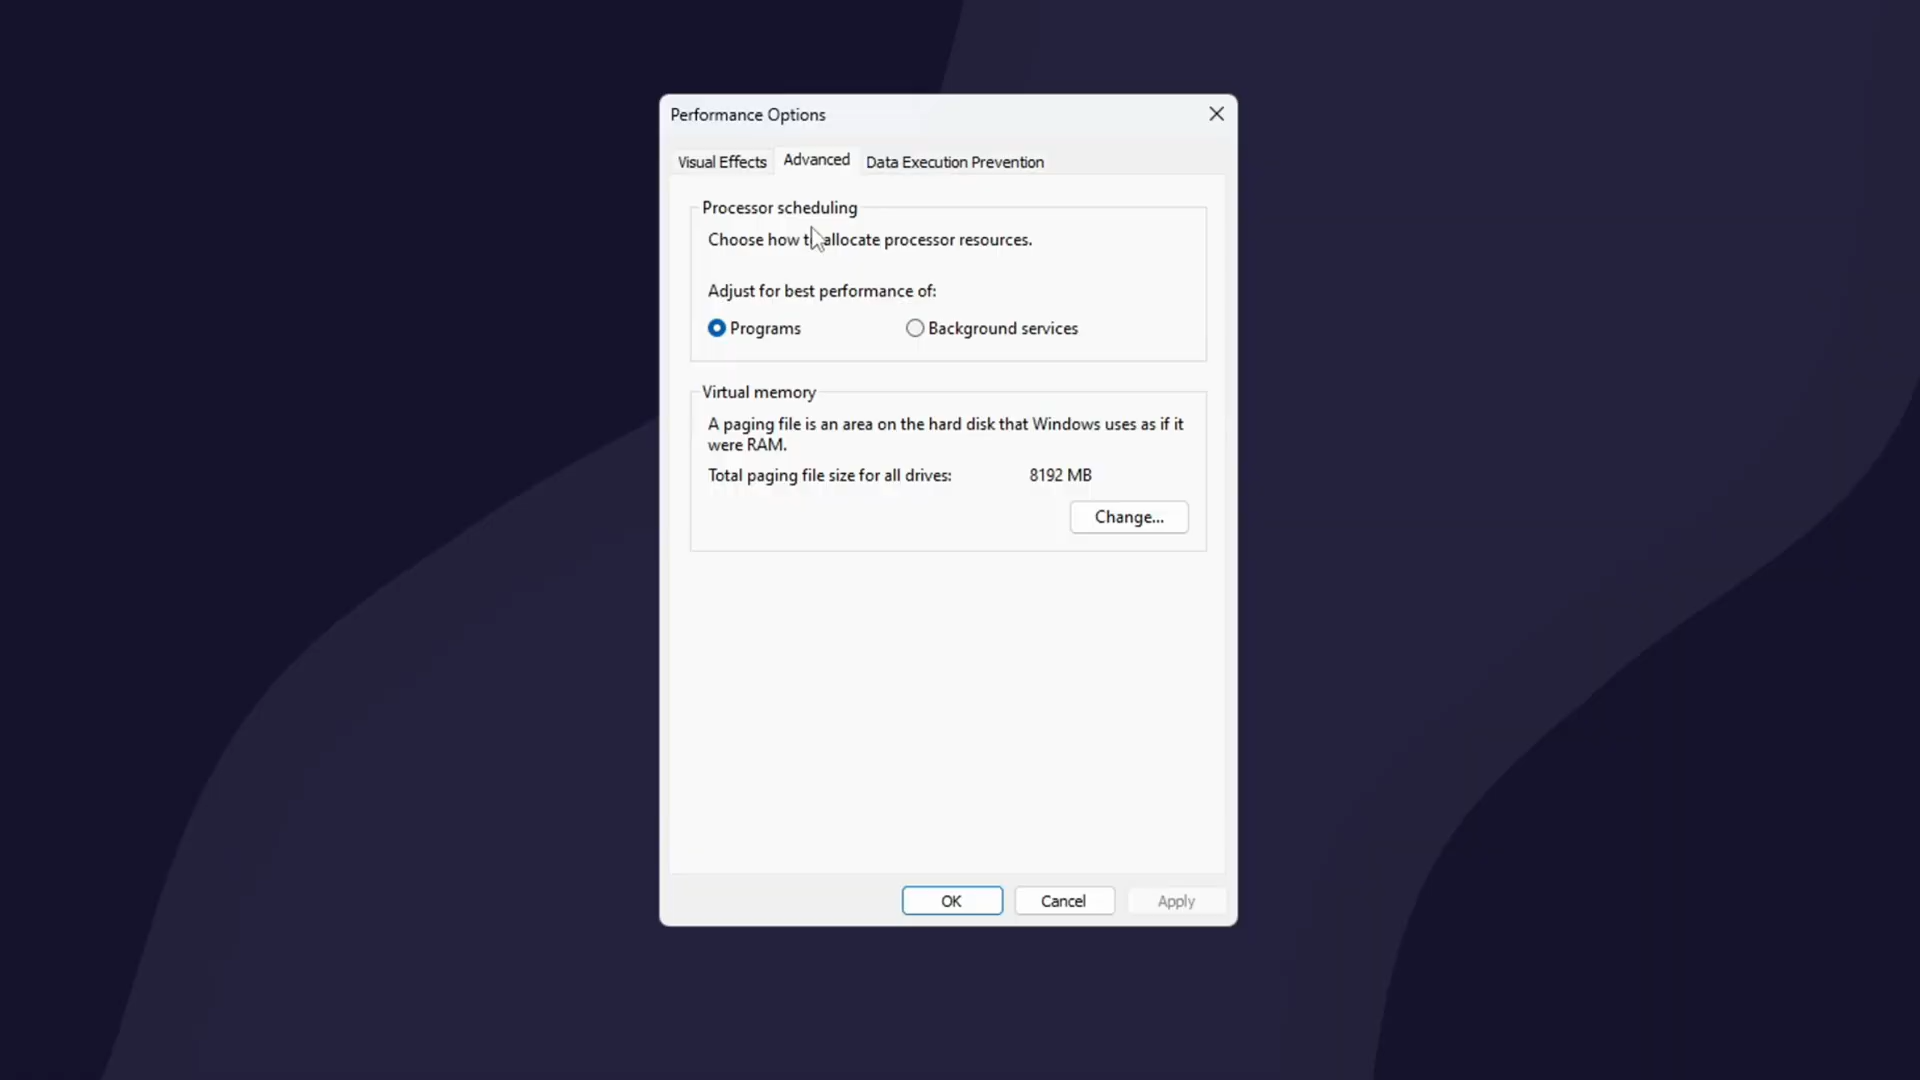 Performance Options
Visual Effects
Advanced
Data Execution Prevention
Processor scheduling
Choose how t allocate processor resources.
Adjust for best performance of:
Programs
Background services
Virtual memory
A paging file is an area on the hard disk that Windows uses as if it
were RAM.
Total paging file size for all drives: 8192 MB
Change...
OK
Cancel
Apply